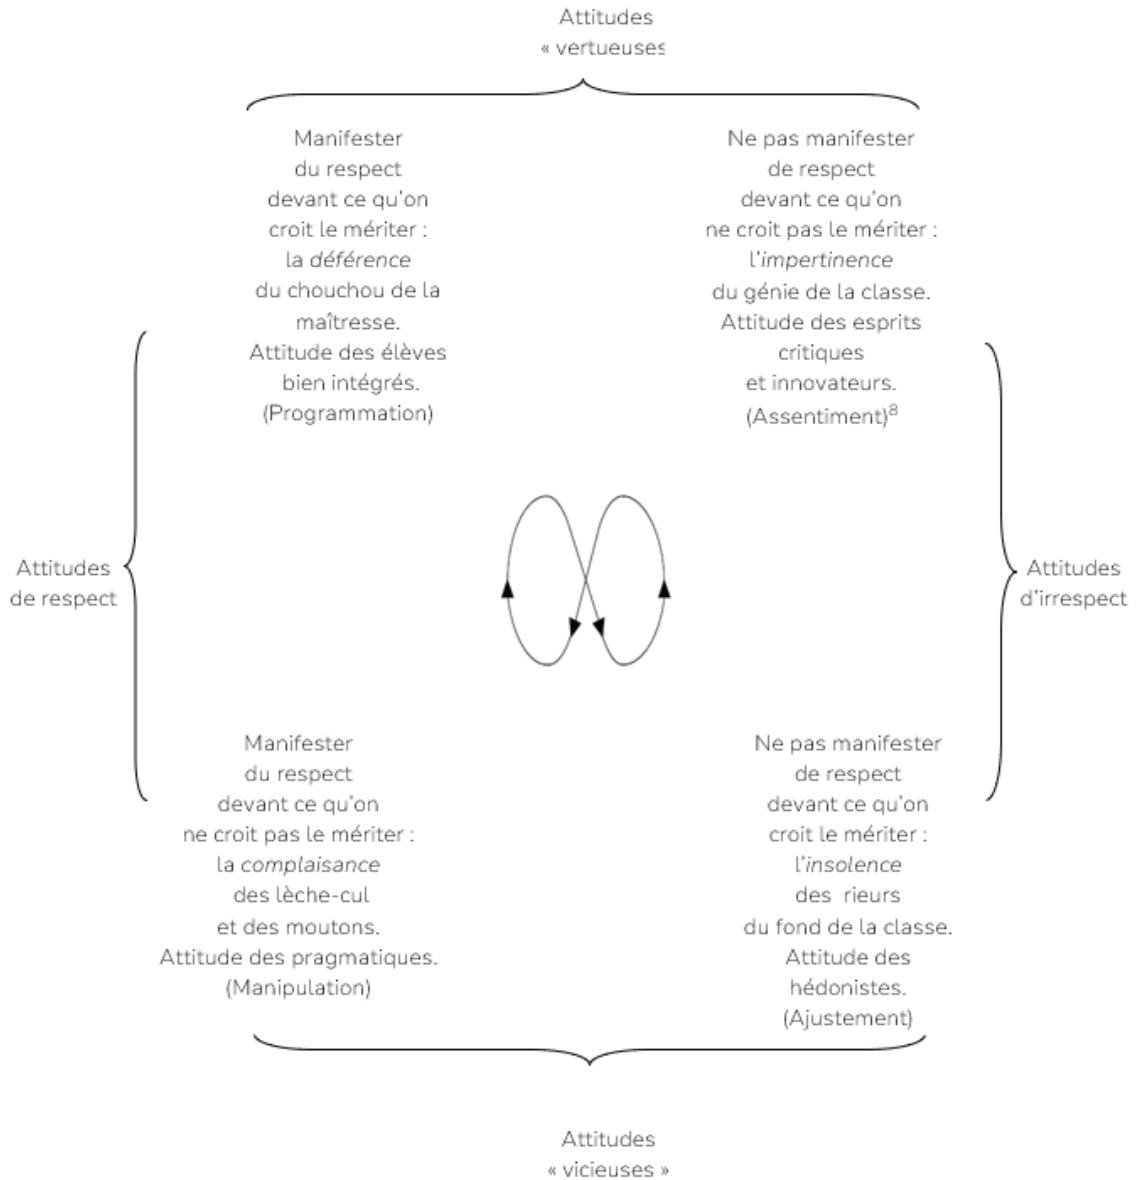 Attitudes
« vertueuses
Manifester
du respect
devant ce qu'on
croit le mériter :
la déférence
du chouchou de la
maîtresse.
Attitude des élèves
bien intégrés.
(Programmation)
Ne pas manifester
de respect
devant ce qu'on
ne croit pas le mériter :
l'impertinence
du génie de la classe.
Attitude des esprits
critiques
et innovateurs.
(Assentiment)⁸
Attitudes
de respect
Attitudes
d'irrespect
Manifester
du respect
devant ce qu'on
ne croit pas le mériter :
la complaisance
des lèche-cul
et des moutons.
Attitude des pragmatiques.
(Manipulation)
Ne pas manifester
de respect
devant ce qu'on
croit le mériter :
l'insolence
des rieurs
du fond de la classe.
Attitude des
hédonistes.
(Ajustement)
Attitudes
« vicieuses »